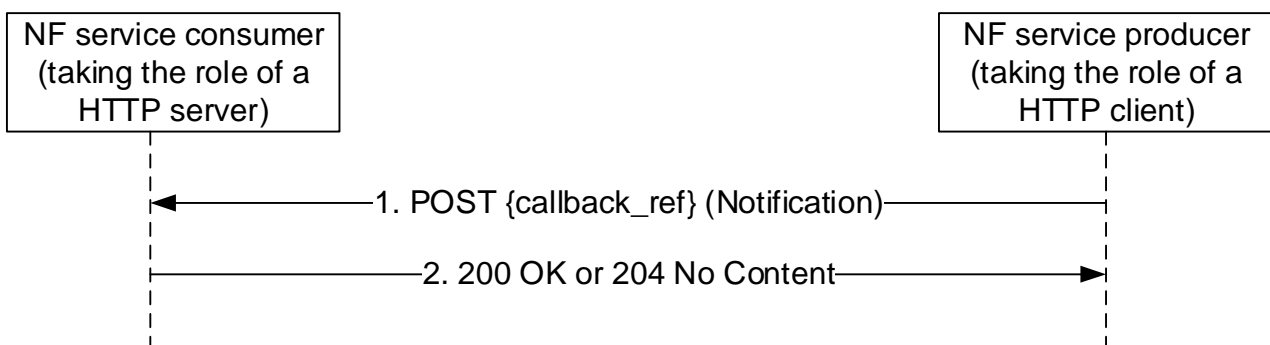 NF service consumer
(taking the role of a
HTTP server)
NF service producer
(taking the role of a
HTTP client)
1. POST {callback_ref} (Notification)
2. 200 OK or 204 No Content